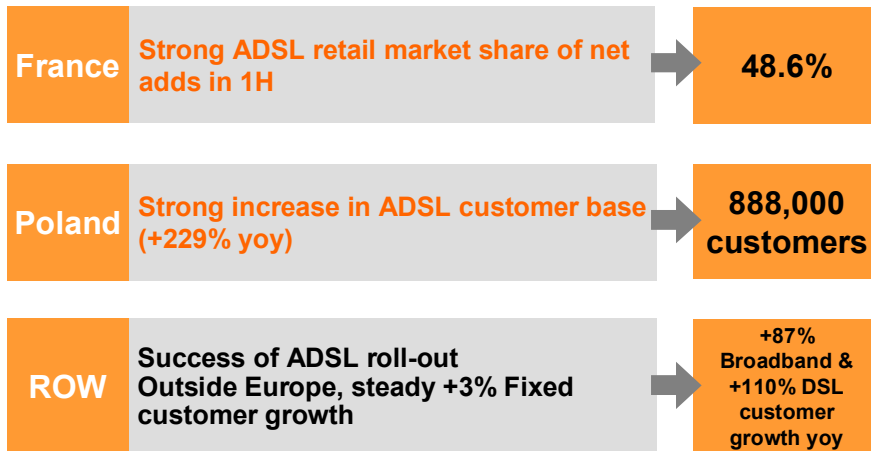 France
Strong ADSL retail market share of net
adds in 1H
48.6%
Poland
Strong increase in ADSL customer base
(+229% yoy)
888,000
customers
ROW
Success of ADSL roll-out
Outside Europe, steady +3% Fixed
customer growth
+87%
Broadband &
+110% DSL
customer
growth yoy